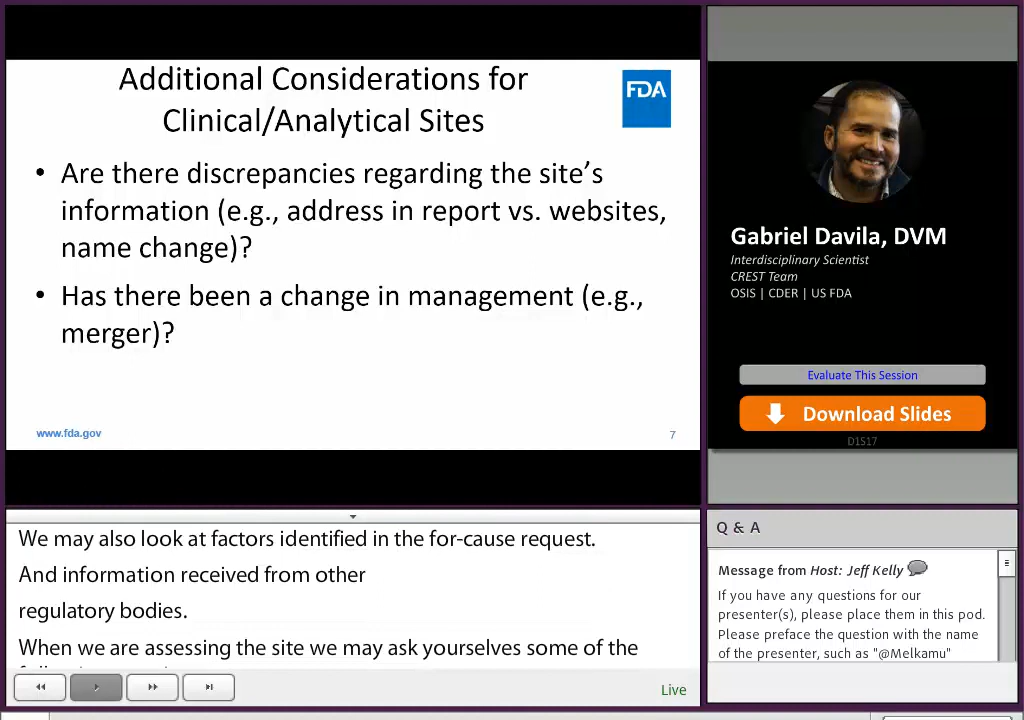 Additional Considerations for
Clinical/Analytical Sites
FDA
• Are there discrepancies regarding the site's
information (e.g., address in report vs. websites,
name change)?
• Has there been a change in management (e.g.,
merger)?
www.fda.gov
7
Gabriel Davila, DVM
Interdisciplinary Scientist
CREST Team
OSIS | CDER | US FDA
Evaluate This Session
Download Slides
D1S17
We may also look at factors identified in the for-cause request.
And information received from other
regulatory bodies.
When we are assessing the site we may ask yourselves some of the
Live
Q & A
Message from Host: Jeff Kelly
If you have any questions for our
presenter(s), please place them in this pod.
Please preface the question with the name
of the presenter, such as "@Melkamu"